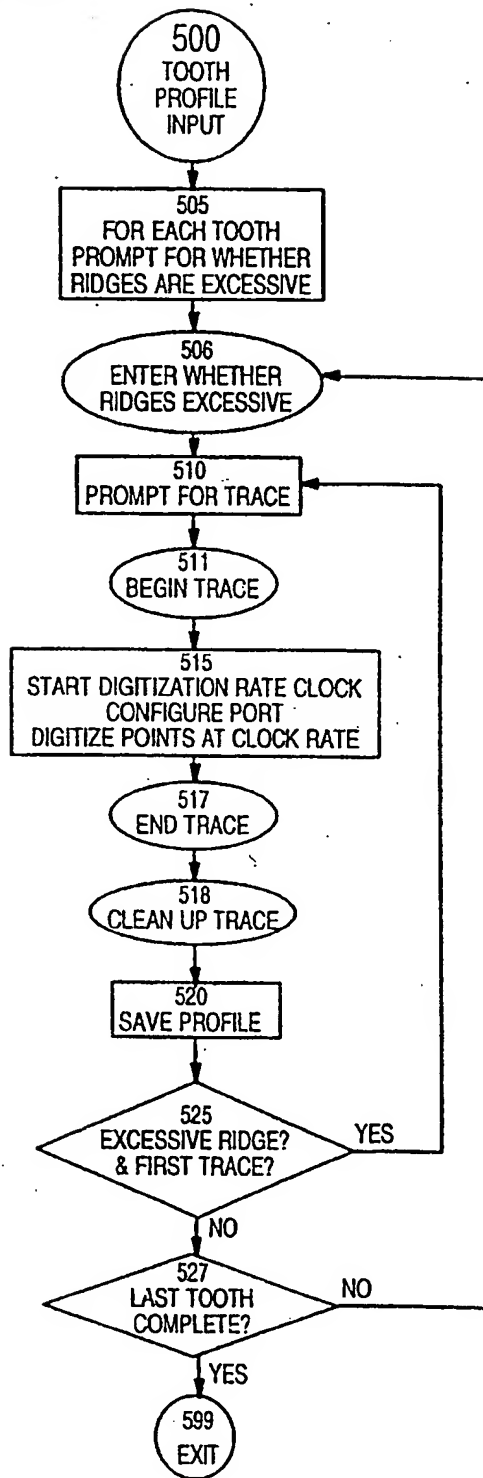 500
TOOTH
PROFILE
INPUT
505
FOR EACH TOOTH
PROMPT FOR WHETHER
RIDGES ARE EXCESSIVE
506
ENTER WHETHER
RIDGES EXCESSIVE
510
PROMPT FOR TRACE
511
BEGIN TRACE
515
START DIGITIZATION RATE CLOCK
CONFIGURE PORT
DIGITIZE POINTS AT CLOCK RATE
517
END TRACE
518
CLEAN UP TRACE
520
SAVE PROFILE
525
EXCESSIVE RIDGE?
& FIRST TRACE?
YES
NO
527
LAST TOOTH
COMPLETE?
NO
YES
599
EXIT